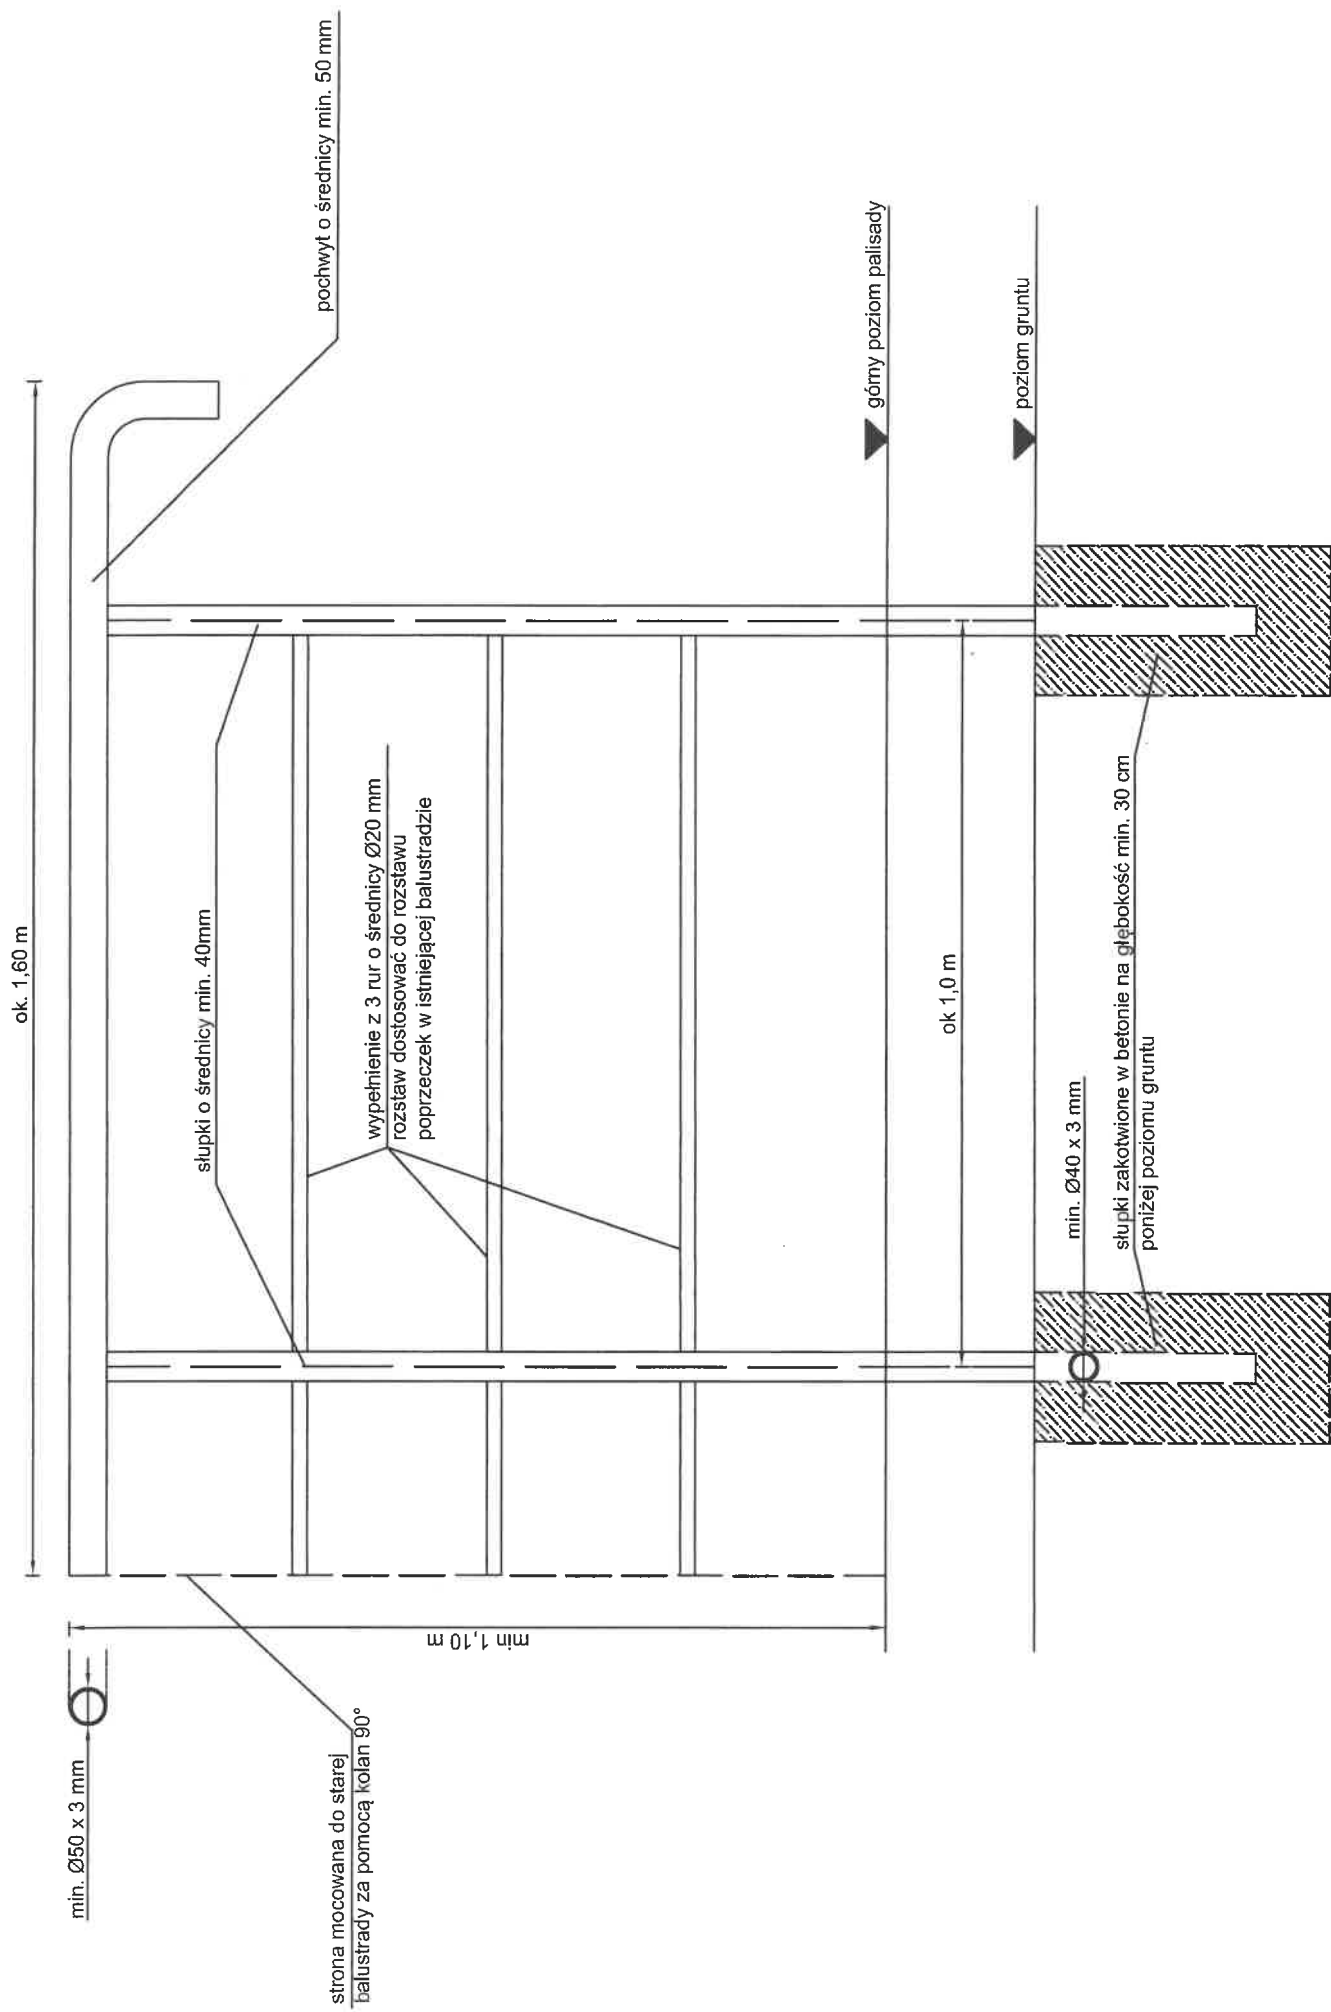 ok. 1,60 m
min. Ø50 x 3 mm
pochwyt o średnicy min. 50 mm
słupki o średnicy min. 40mm
strona mocowana do starej
balustrady za pomocą kolan 90°
wypełnienie z 3 rur o średnicy Ø20 mm
rozstaw dostosować do rozstawu
poprzeczek w istniejącej balustradzie
min 1,10 m
górny poziom palisady
ok 1,0 m
poziom gruntu
min. Ø40 x 3 mm
słupki zakotwione w betonie na głębokość min. 30 cm
poniżej poziomu gruntu